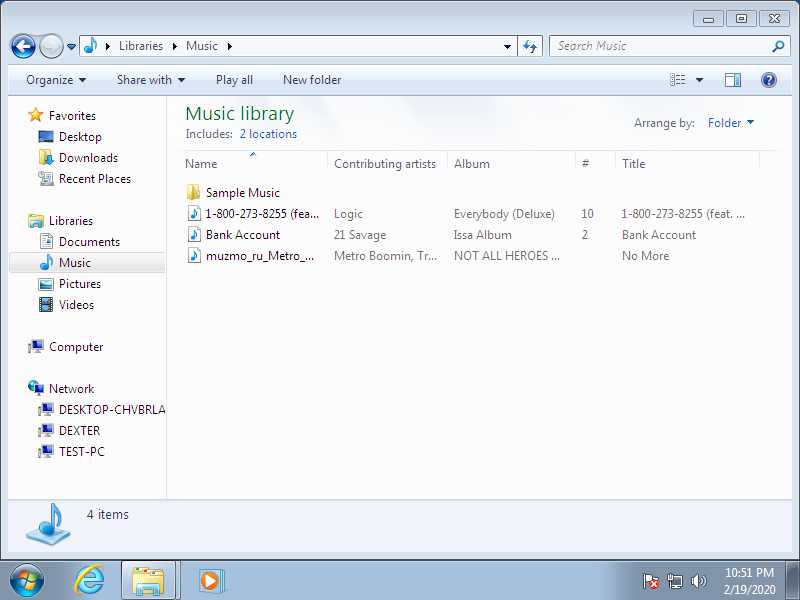 Libraries Music
Search Music
Organize Share with Play all New folder
Favorites
Desktop
Downloads
Recent Places
Libraries
Documents
Music
Pictures
Videos
Computer
Network
DESKTOP-CHVBRLA
DEXTER
TEST-PC
Music library
Includes: 2 locations
Arrange by: Folder
Name Contributing artists Album # Title
Sample Music
1-800-273-8255 (fea... Logic Everybody (Deluxe) 10 1-800-273-8255 (feat. ...
Bank Account 21 Savage Issa Album 2 Bank Account
muzmo_ru_Metro_... Metro Boomin, Tr... NOT ALL HEROES ... No More
4 items
10:51 PM
2/19/2020